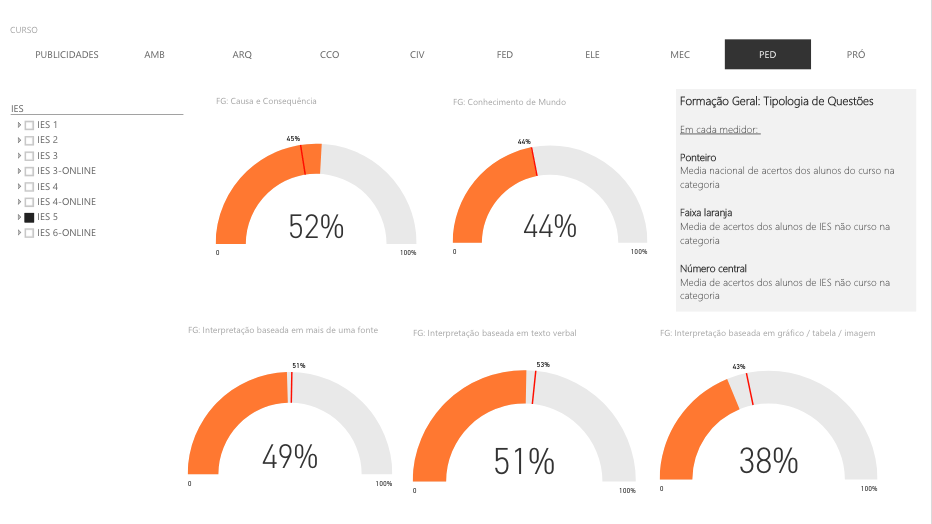 CURSO
PUBLICIDADES AMB ARQ CCO CIV FED ELE MEC PED PRÓ
IES
IES 1
IES 2
IES 3
IES 3-ONLINE
IES 4
IES 4-ONLINE
IES 5
IES 6-ONLINE
FG: Causa e Consequência
45%
52%
0 100%
FG: Conhecimento de Mundo
44%
44%
0 100%
Formação Geral: Tipologia de Questões
Em cada medidor:
Ponteiro
Media nacional de acertos dos alunos do curso na
categoria
Faixa laranja
Media de acertos dos alunos de IES não curso na
categoria
Número central
Media de acertos dos alunos de IES não curso na
categoria
FG: Interpretação baseada em mais de uma fonte
51%
49%
0 100%
FG: Interpretação baseada em texto verbal
53%
51%
0 100%
FG: Interpretação baseada em gráfico / tabela / imagem
43%
38%
0 100%